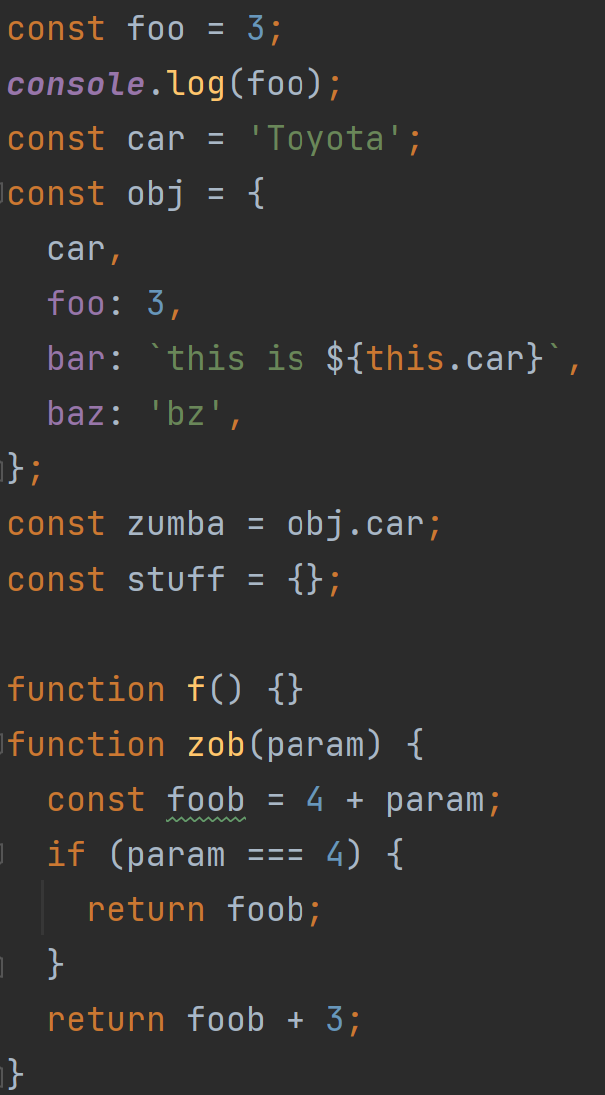 const foo = 3;
console.log(foo);
const car = 'Toyota';
const obj = {
  car,
  foo: 3,
  bar: `this is ${this.car}`,
  baz: 'bz',
};
const zumba = obj.car;
const stuff = {};

function f() {}
function zob(param) {
  const foob = 4 + param;
  if (param === 4) {
    return foob;
  }
  return foob + 3;
}